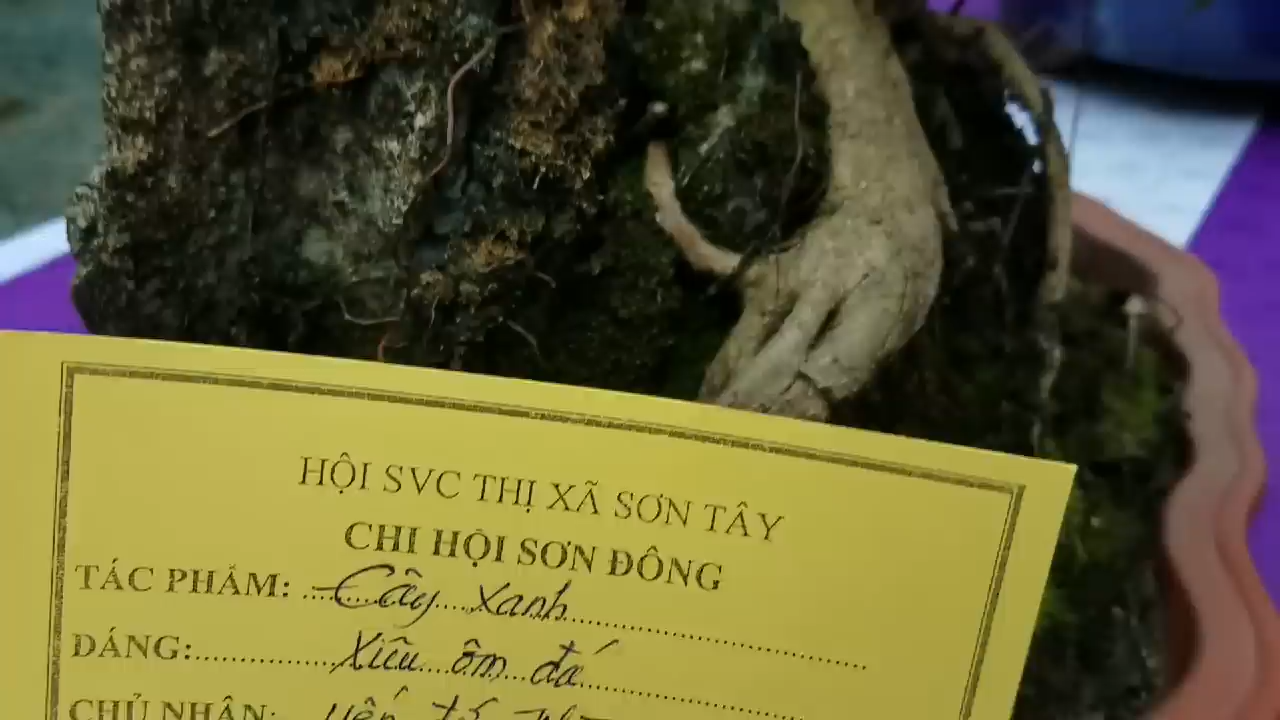 HỘI SVC THỊ XÃ SƠN TÂY
CHI HỘI SƠN ĐÔNG
TÁC PHẨM: Cây xanh
DÁNG: Xiêu ôm đá
CHỦ NHÂN: